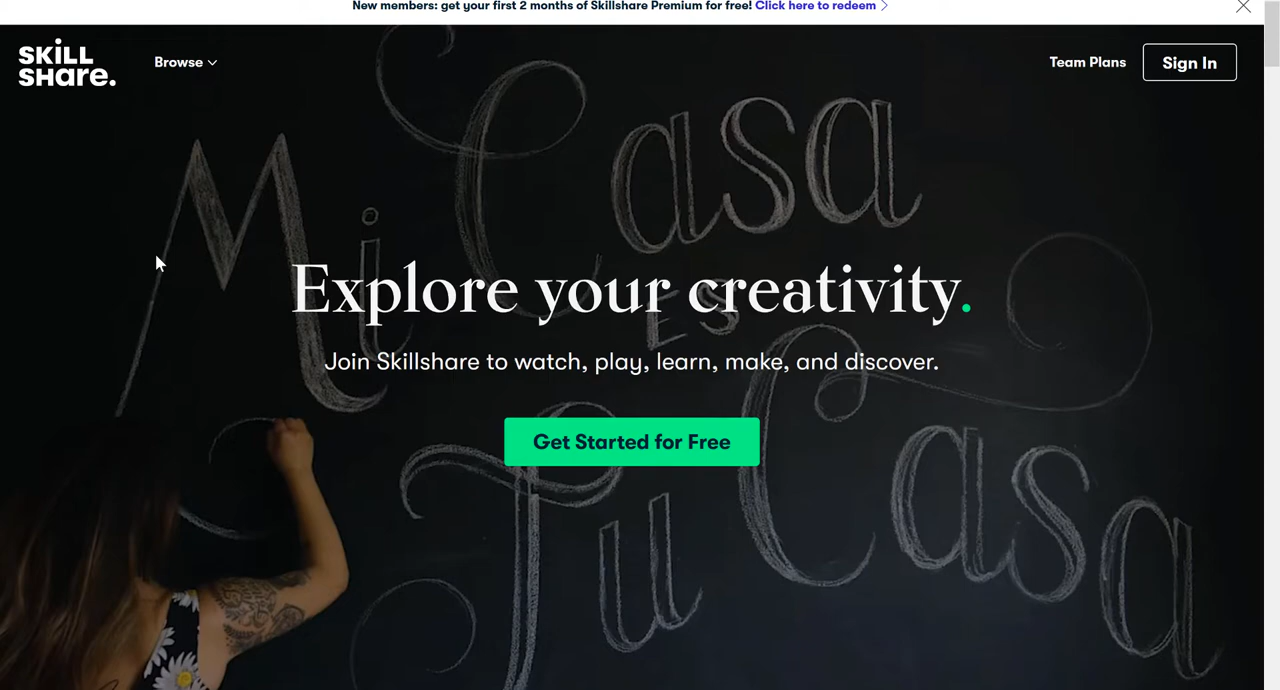 New members: get your first 2 months of Skillshare Premium for free! Click here to redeem
SKILL
SHare.
Browse
Team Plans
Sign In
Mi Casa
ES
Tu Casa
Explore your creativity.
Join Skillshare to watch, play, learn, make, and discover.
Get Started for Free